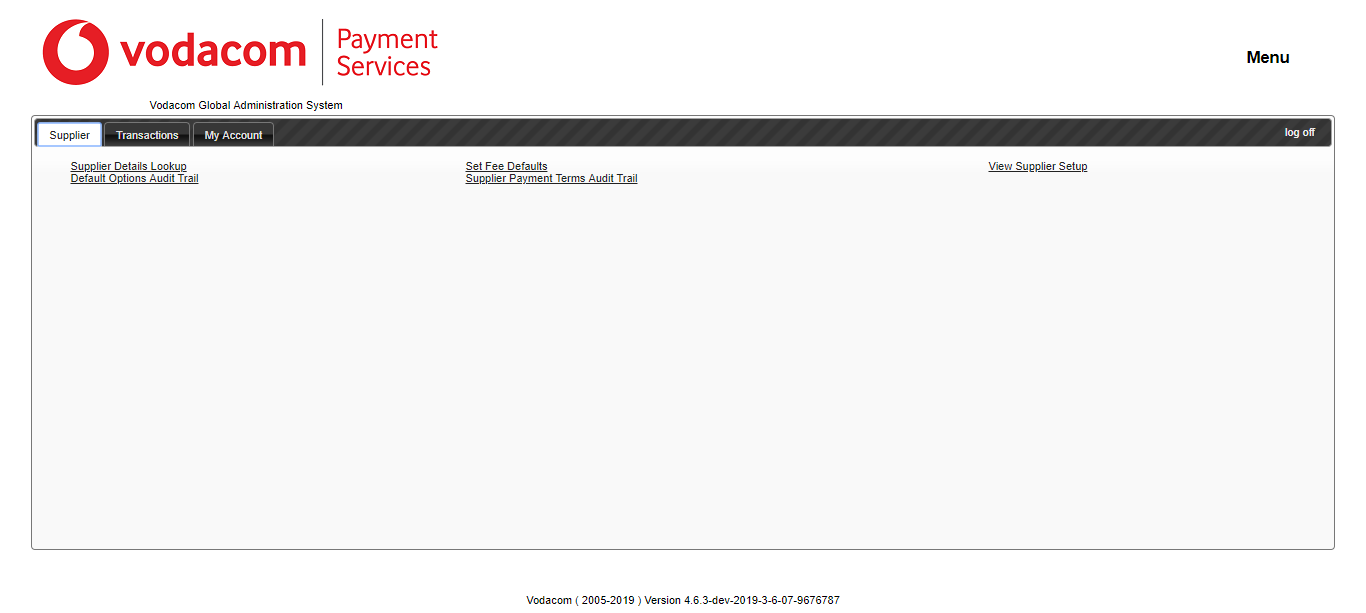 vodacom
Payment
Services
Menu
Vodacom Global Administration System
Supplier Transactions My Account log off
Supplier Details Lookup Set Fee Defaults View Supplier Setup
Default Options Audit Trail Supplier Payment Terms Audit Trail
Vodacom ( 2005-2019 ) Version 4.6.3-dev-2019-3-6-07-9676787